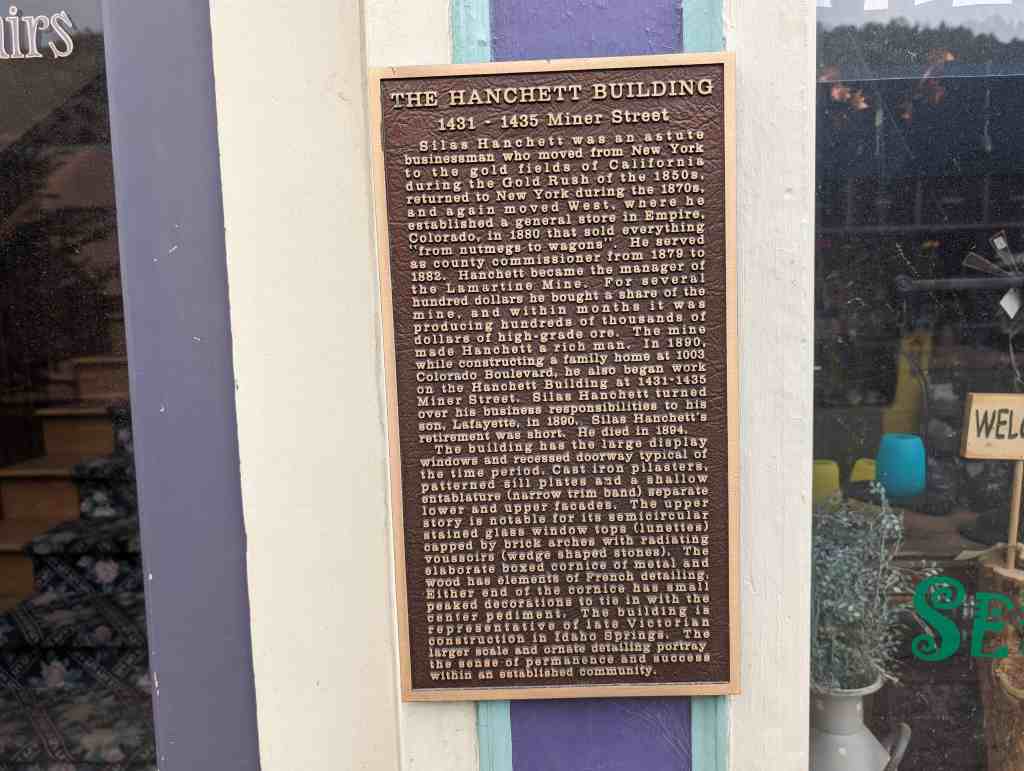 THE HANCHETT BUILDING
1431 - 1435 Miner Street
Silas Hanchett was an astute
businessman who moved from New York
to the gold fields of California
during the Gold Rush of the 1850s,
returned to New York during the 1870s,
and again moved West, where he
established a general store in Empire,
Colorado, in 1880 that sold everything
"from nutmegs to wagons". He served
as county commissioner from 1879 to
1882. Hanchett became the manager of
the Lamartine Mine. For several
hundred dollars he bought a share of the
mine, and within months it was
producing hundreds of thousands of
dollars of high-grade ore. The mine
made Hanchett a rich man. In 1890,
while constructing a family home at 1003
Colorado Boulevard, he also began work
on the Hanchett Building at 1431-1435
Miner Street. Silas Hanchett turned
over his business responsibilities to his
son, Lafayette, in 1890. Silas Hanchett's
retirement was short. He died in 1894.
The building has the large display
windows and recessed doorway typical of
the time period. Cast iron pilasters,
patterned sill plates and a shallow
entablature (narrow trim band) separate
lower and upper facades. The upper
story is notable for its semicircular
stained glass window tops (lunettes)
capped by brick arches with radiating
voussoirs (wedge shaped stones). The
elaborate boxed cornice of metal and
wood has elements of French detailing.
Either end of the cornice has small
peaked decorations to tie in with the
center pediment. The building is
representative of late Victorian
construction in Idaho Springs. The
larger scale and ornate detailing portray
the sense of permanence and success
within an established community.
irs
WELC
SE